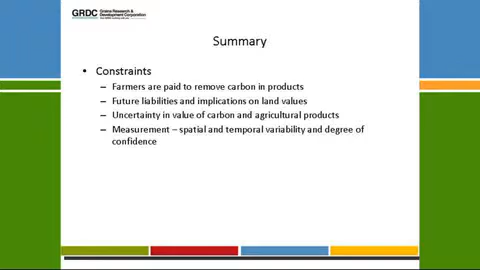 GRDC
Grains Research &
Development Corporation
Summary
• Constraints
– Farmers are paid to remove carbon in products
– Future liabilities and implications on land values
– Uncertainty in value of carbon and agricultural products
– Measurement – spatial and temporal variability and degree of
confidence